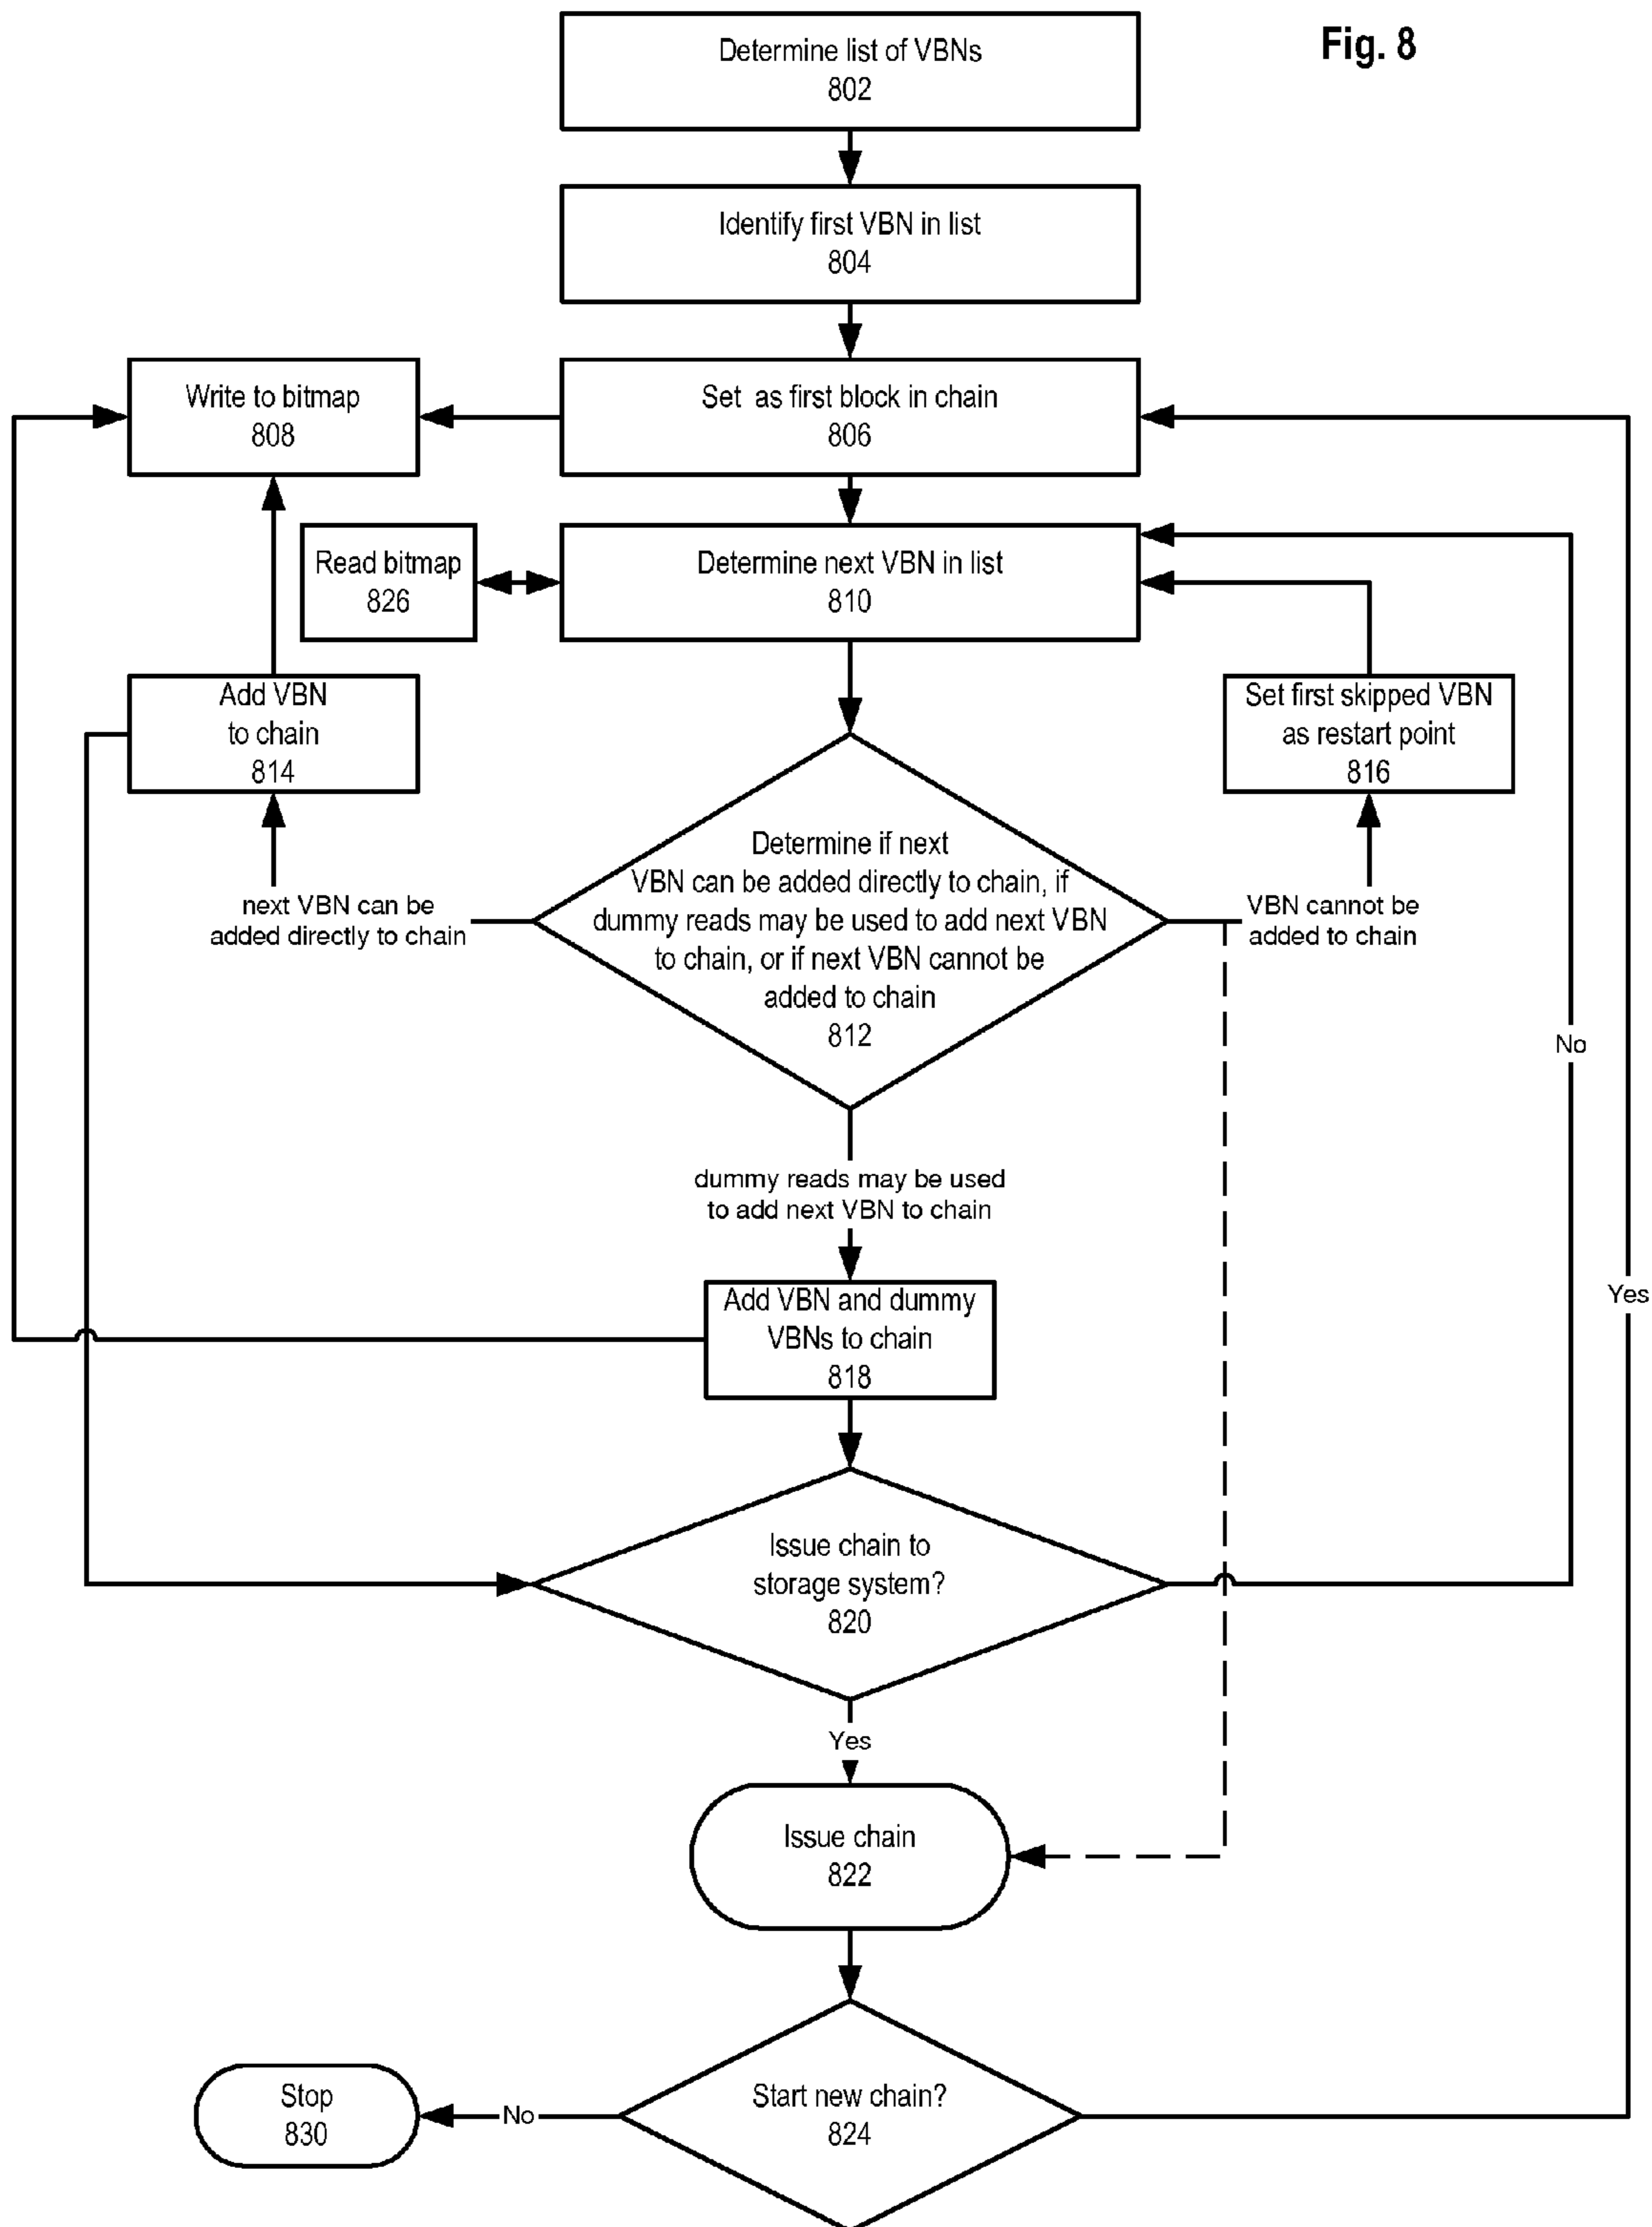 Fig. 8
Determine list of VBNs
802
Identify first VBN in list
804
Write to bitmap
808
Set as first block in chain
806
Read bitmap
826
Determine next VBN in list
810
Add VBN
to chain
814
Set first skipped VBN
as restart point
816
Determine if next
VBN can be added directly to chain, if
dummy reads may be used to add next VBN
to chain, or if next VBN cannot be
added to chain
812
next VBN can be
added directly to chain
VBN cannot be
added to chain
No
dummy reads may be used
to add next VBN to chain
Yes
Add VBN and dummy
VBNs to chain
818
Issue chain to
storage system?
820
Yes
Issue chain
822
Stop
830
No
Start new chain?
824